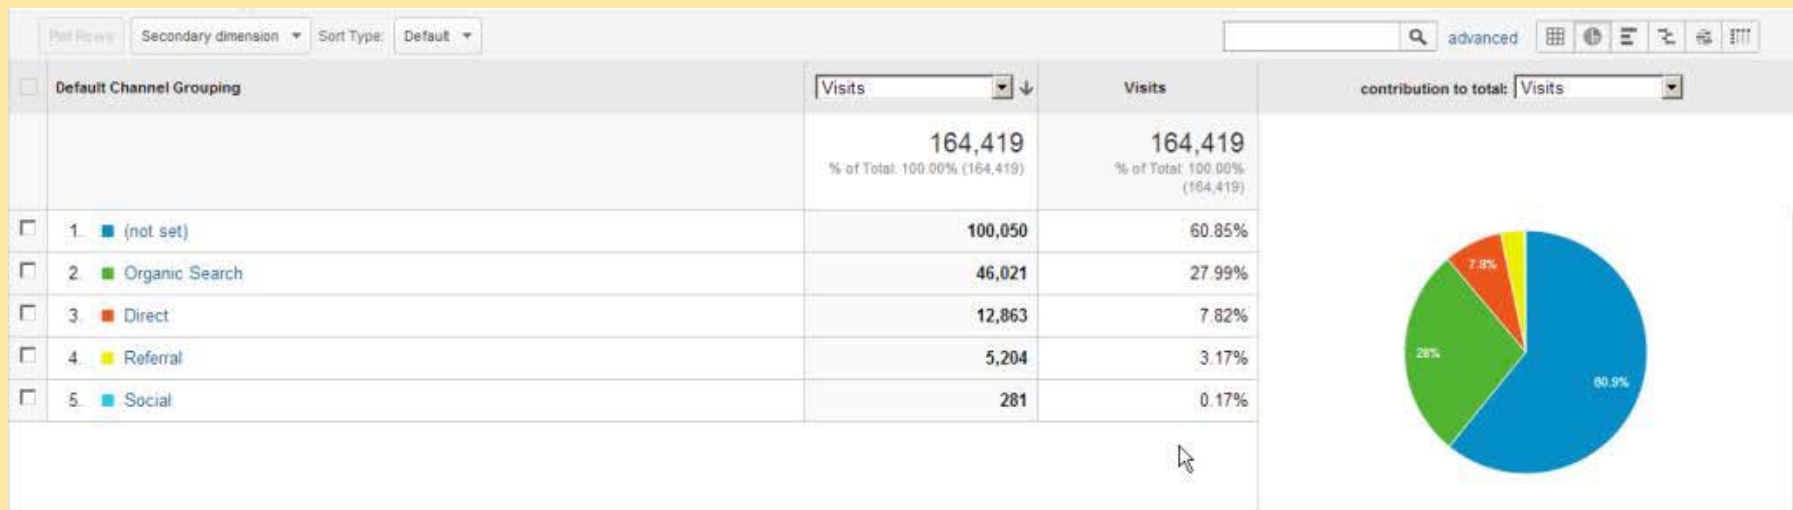 Plot Rows Secondary dimension Sort Type: Default advanced
Default Channel Grouping Visits Visits contribution to total: Visits
164,419 164,419
% of Total: 100.00% (164,419) % of Total: 100.00%
(164,419)
1. (not set) 100,050 60.85%
2. Organic Search 46,021 27.99%
3. Direct 12,863 7.82%
4. Referral 5,204 3.17%
5. Social 281 0.17%
7.8%
28%
60.9%